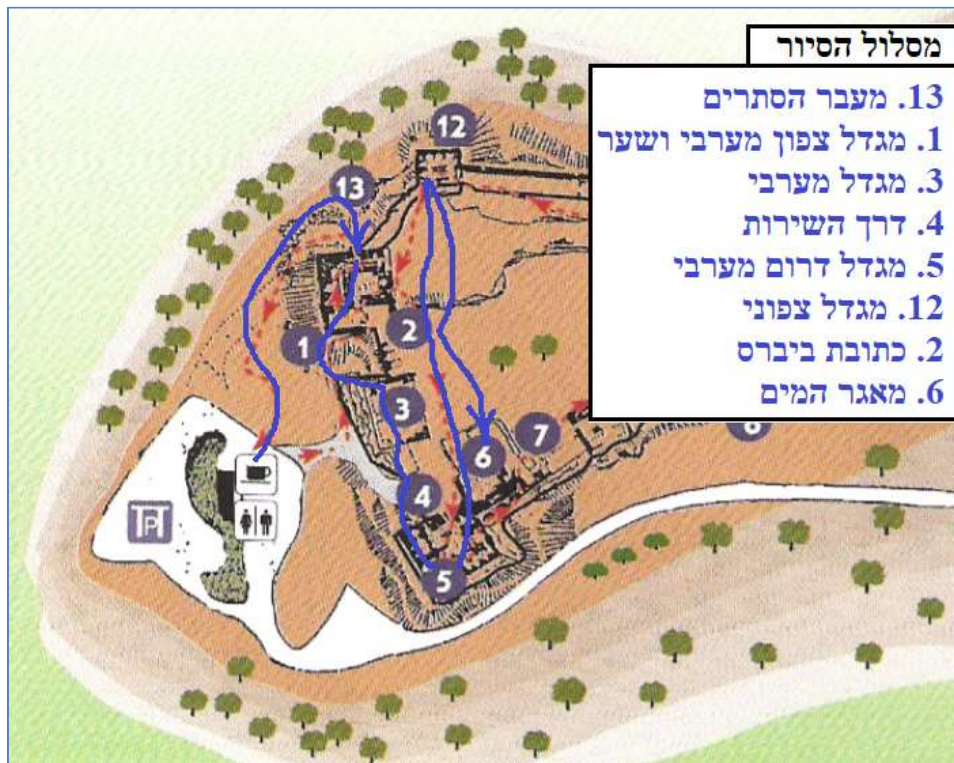 מסלול הסיור
13. מעבר הסתרים
1. מגדל צפון מערבי ושער
3. מגדל מערבי
4. דרך השירות
5. מגדל דרום מערבי
12. מגדל צפוני
2. כתובת ביברס
6. מאגר המים
12
13
1
2
3
7
6
8
4
5